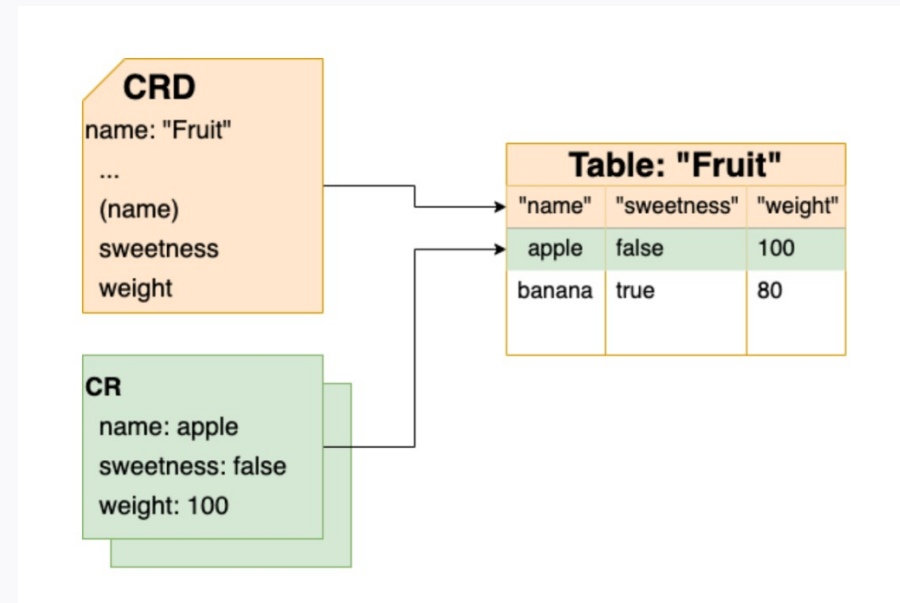 CRD
name: "Fruit"
...
(name)
sweetness
weight
CR
name: apple
sweetness: false
weight: 100
Table: "Fruit"
"name" "sweetness" "weight"
apple false 100
banana true 80